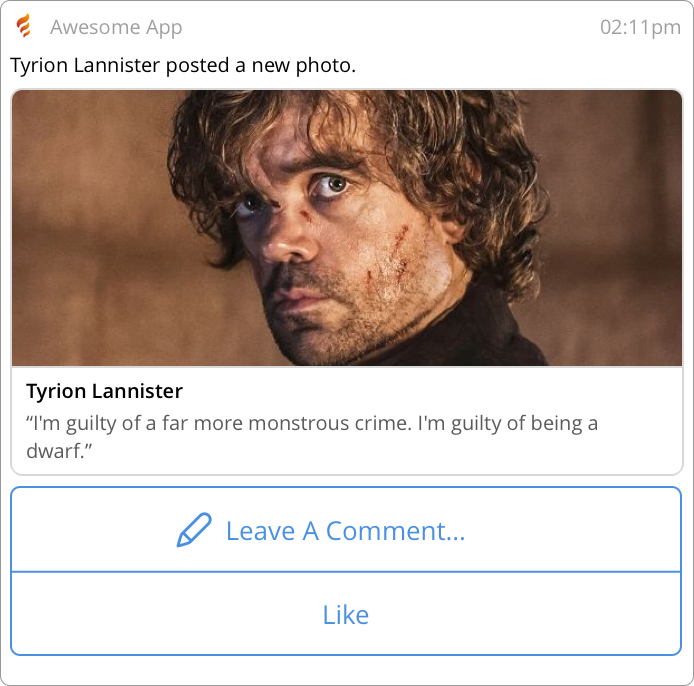 Awesome App 02:11pm
Tyrion Lannister posted a new photo.
Tyrion Lannister
“I'm guilty of a far more monstrous crime. I'm guilty of being a
dwarf.”
Leave A Comment...
Like